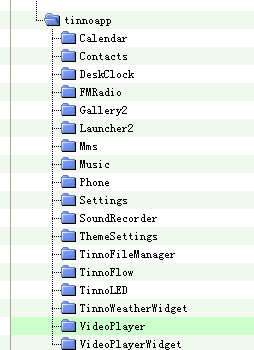 tinnoapp
Calendar
Contacts
DeskClock
FMRadio
Gallery2
Launcher2
Mms
Music
Phone
Settings
SoundRecorder
ThemeSettings
TinnoFileManager
TinnoFlow
TinnoLED
TinnoWeatherWidget
VideoPlayer
VideoPlayerWidget